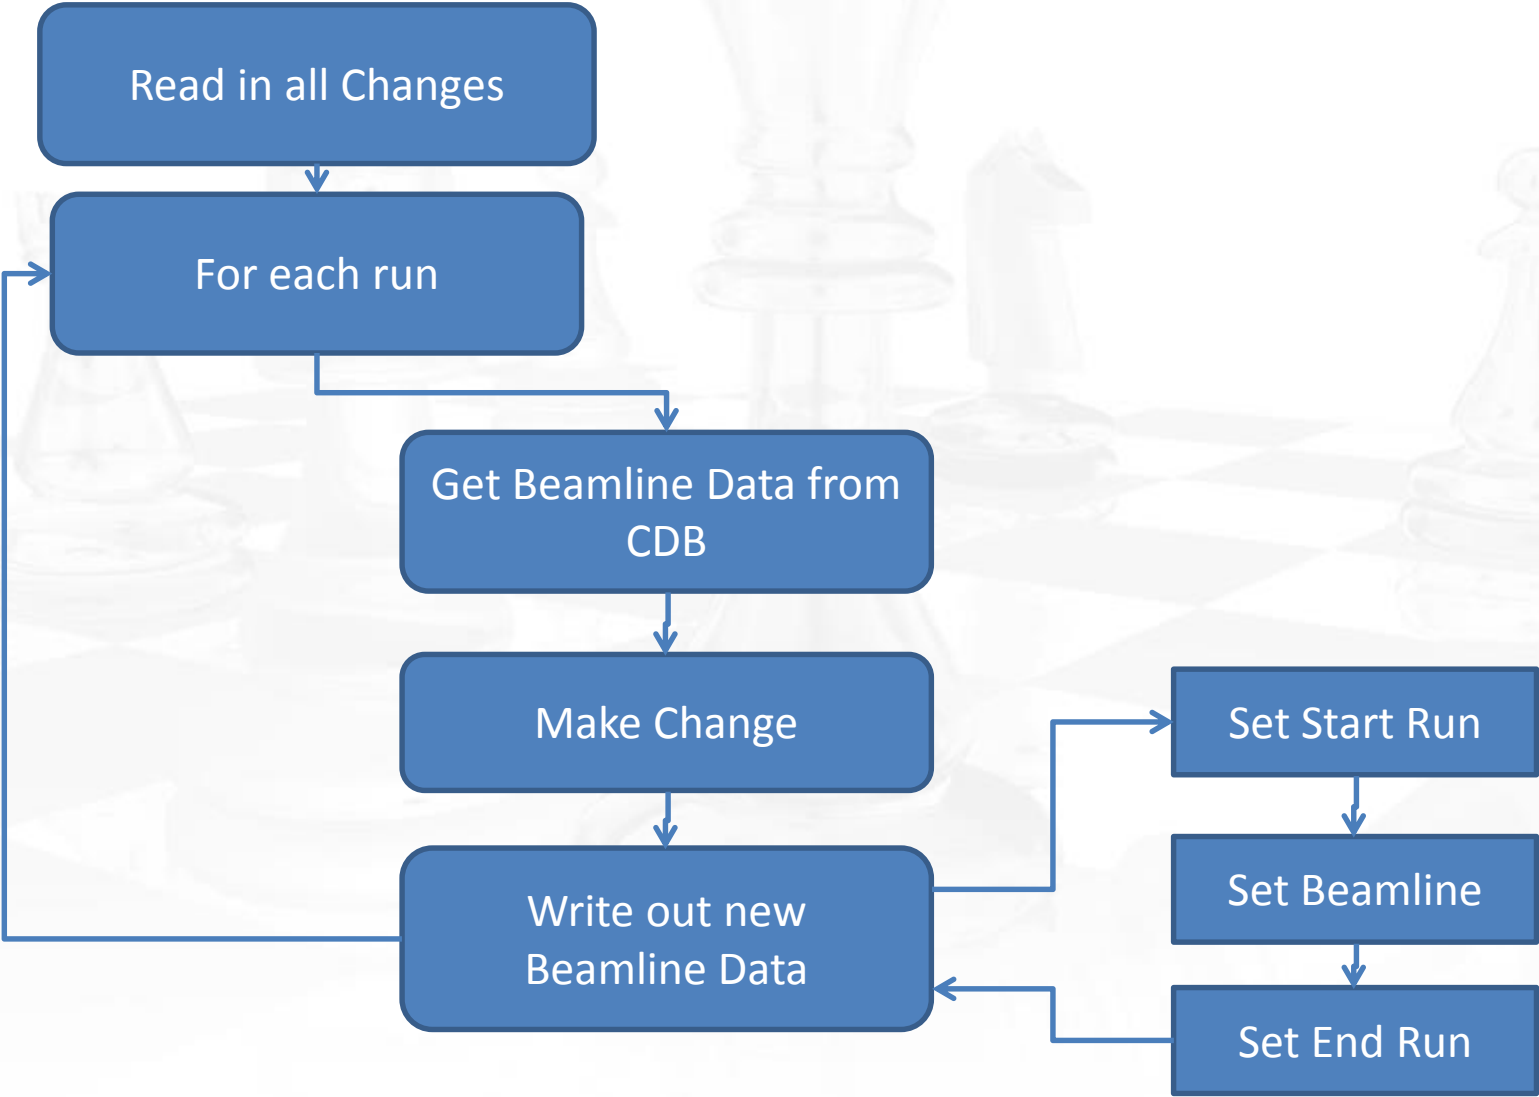 Read in all Changes
For each run
Get Beamline Data from
CDB
Make Change
Write out new
Beamline Data
Set Start Run
Set Beamline
Set End Run